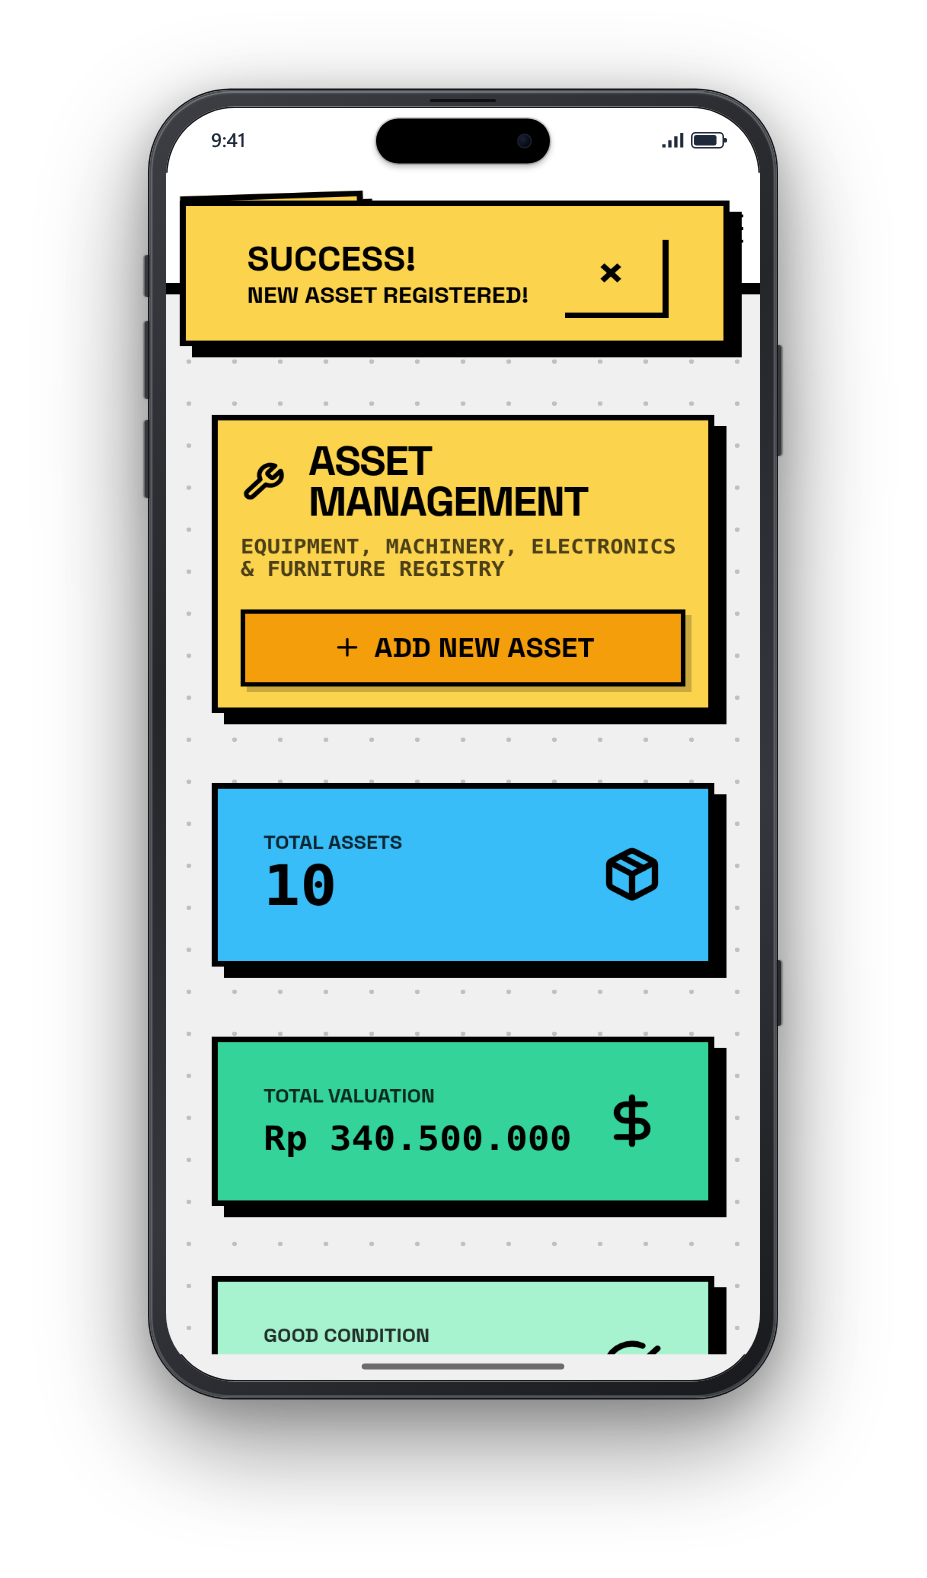 9:41
SUCCESS!
NEW ASSET REGISTERED!
ASSET
MANAGEMENT
EQUIPMENT, MACHINERY, ELECTRONICS
& FURNITURE REGISTRY
+ ADD NEW ASSET
TOTAL ASSETS
10
TOTAL VALUATION
Rp 340.500.000
GOOD CONDITION